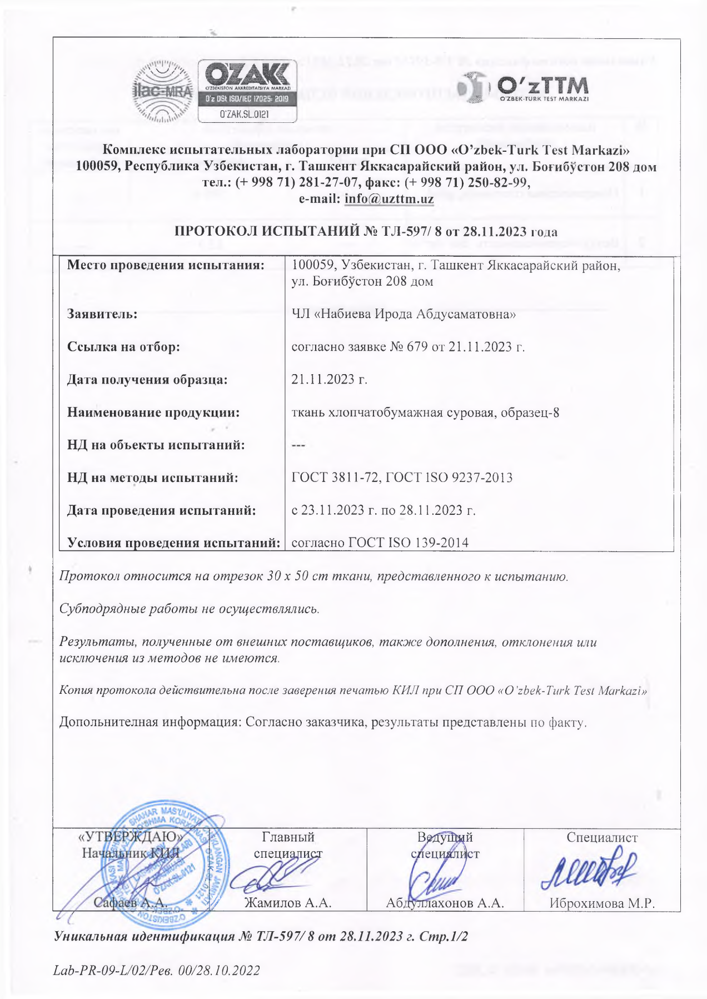 ilac-MRA
OZAKK
O'ZBEKISTON AKKREDITATSIYA MARKAZI
O'z DSt ISO/IEC 17025: 2019
O'ZAK.SL.0121
O'zTTM
O'ZBEK-TURK TEST MARKAZI
Комплекс испытательных лаборатории при СП ООО «O’zbek-Turk Test Markazi»
100059, Республика Узбекистан, г. Ташкент Яккасарайский район, ул. Боғибўстон 208 дом
тел.: (+ 998 71) 281-27-07, факс: (+ 998 71) 250-82-99,
e-mail: info@uzttm.uz
ПРОТОКОЛ ИСПЫТАНИЙ № ТЛ-597/ 8 от 28.11.2023 года
Место проведения испытания: 100059, Узбекистан, г. Ташкент Яккасарайский район,
ул. Боғибўстон 208 дом
Заявитель: ЧЛ «Набиева Ирода Абдусаматовна»
Ссылка на отбор: согласно заявке № 679 от 21.11.2023 г.
Дата получения образца: 21.11.2023 г.
Наименование продукции: ткань хлопчатобумажная суровая, образец-8
НД на объекты испытаний: ---
НД на методы испытаний: ГОСТ 3811-72, ГОСТ ISO 9237-2013
Дата проведения испытаний: с 23.11.2023 г. по 28.11.2023 г.
Условия проведения испытаний: согласно ГОСТ ISO 139-2014
Протокол относится на отрезок 30 х 50 ст ткани, представленного к испытанию.
Субподрядные работы не осуществлялись.
Результаты, полученные от внешних поставщиков, также дополнения, отклонения или
исключения из методов не имеются.
Копия протокола действительна после заверения печатью КИЛ при СП ООО «O’zbek-Turk Test Markazi»
Допольнителная информация: Согласно заказчика, результаты представлены по факту.
«УТВЕРЖДАЮ» Главный Ведущий Специалист
Начальник КИЛ специалист специалист
Сафаев А.А. Жамилов А.А. Абдуллахонов А.А. Иброхимова М.Р.
O'ZAK.SL.0121
Уникальная идентификация № ТЛ-597/ 8 от 28.11.2023 г. Стр.1/2
Lab-PR-09-L/02/Рев. 00/28.10.2022